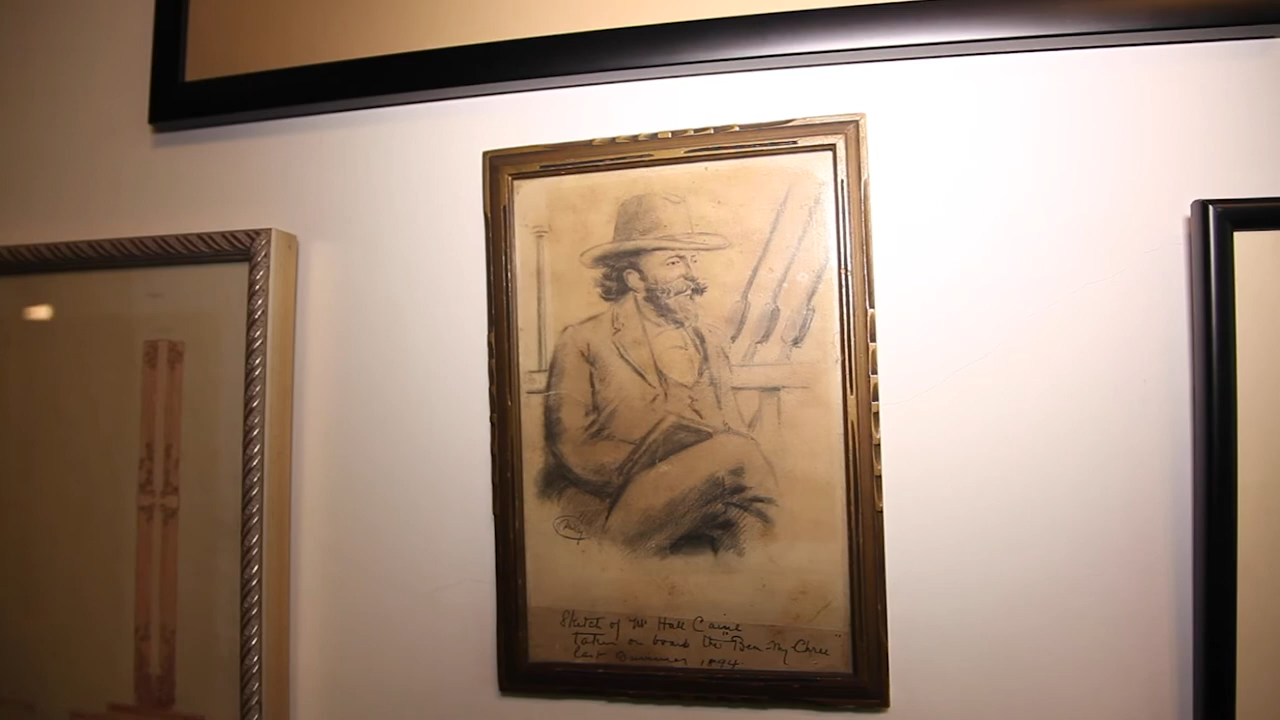 Sketch of Mr Hall Caine
taken on board the "Ben-my-Chree"
last Summer 1894